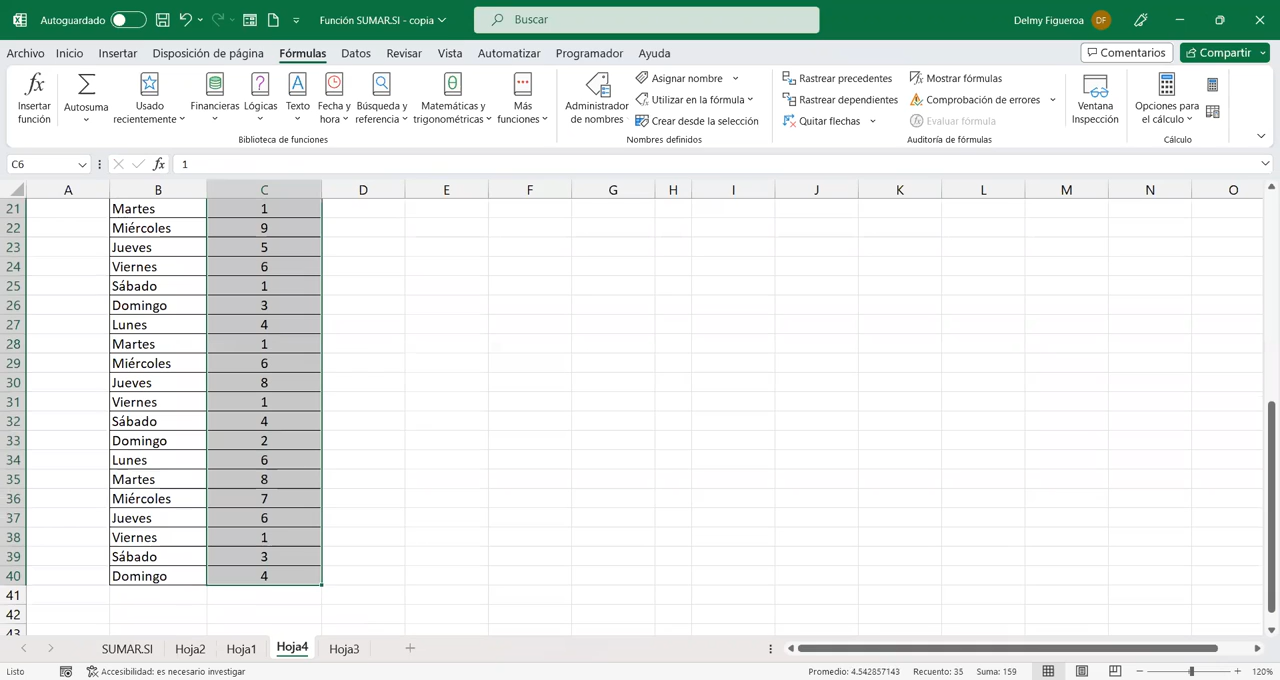 Autoguardado
Función SUMAR.SI - copia
Buscar
Delmy Figueroa
DF
Archivo Inicio Insertar Disposición de página Fórmulas Datos Revisar Vista Automatizar Programador Ayuda
Comentarios
Compartir
fx Insertar función
Σ Autosuma
Usado recientemente
Financieras
? Lógicas
A Texto
Fecha y hora
Búsqueda y referencia
θ Matemáticas y trigonométricas
Más funciones
Biblioteca de funciones
Administrador de nombres
Asignar nombre
Utilizar en la fórmula
Crear desde la selección
Nombres definidos
Rastrear precedentes
Rastrear dependientes
Quitar flechas
Mostrar fórmulas
Comprobación de errores
Evaluar fórmula
Auditoría de fórmulas
Ventana Inspección
Opciones para el cálculo
Cálculo
C6
fx
1
A B C D E F G H I J K L M N O
21 Martes 1
22 Miércoles 9
23 Jueves 5
24 Viernes 6
25 Sábado 1
26 Domingo 3
27 Lunes 4
28 Martes 1
29 Miércoles 6
30 Jueves 8
31 Viernes 1
32 Sábado 4
33 Domingo 2
34 Lunes 6
35 Martes 8
36 Miércoles 7
37 Jueves 6
38 Viernes 1
39 Sábado 3
40 Domingo 4
41
42
43
SUMAR.SI Hoja2 Hoja1 Hoja4 Hoja3
Listo
Accesibilidad: es necesario investigar
Promedio: 4.542857143 Recuento: 35 Suma: 159
120%